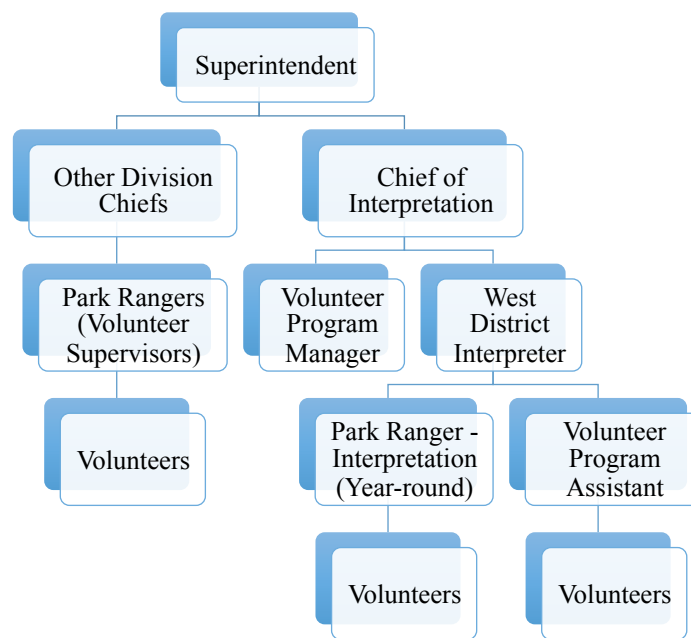 Superintendent
Other Division
Chiefs
Chief of
Interpretation
Park Rangers
(Volunteer
Supervisors)
Volunteer
Program
Manager
West
District
Interpreter
Volunteers
Park Ranger -
Interpretation
(Year-round)
Volunteer
Program
Assistant
Volunteers
Volunteers